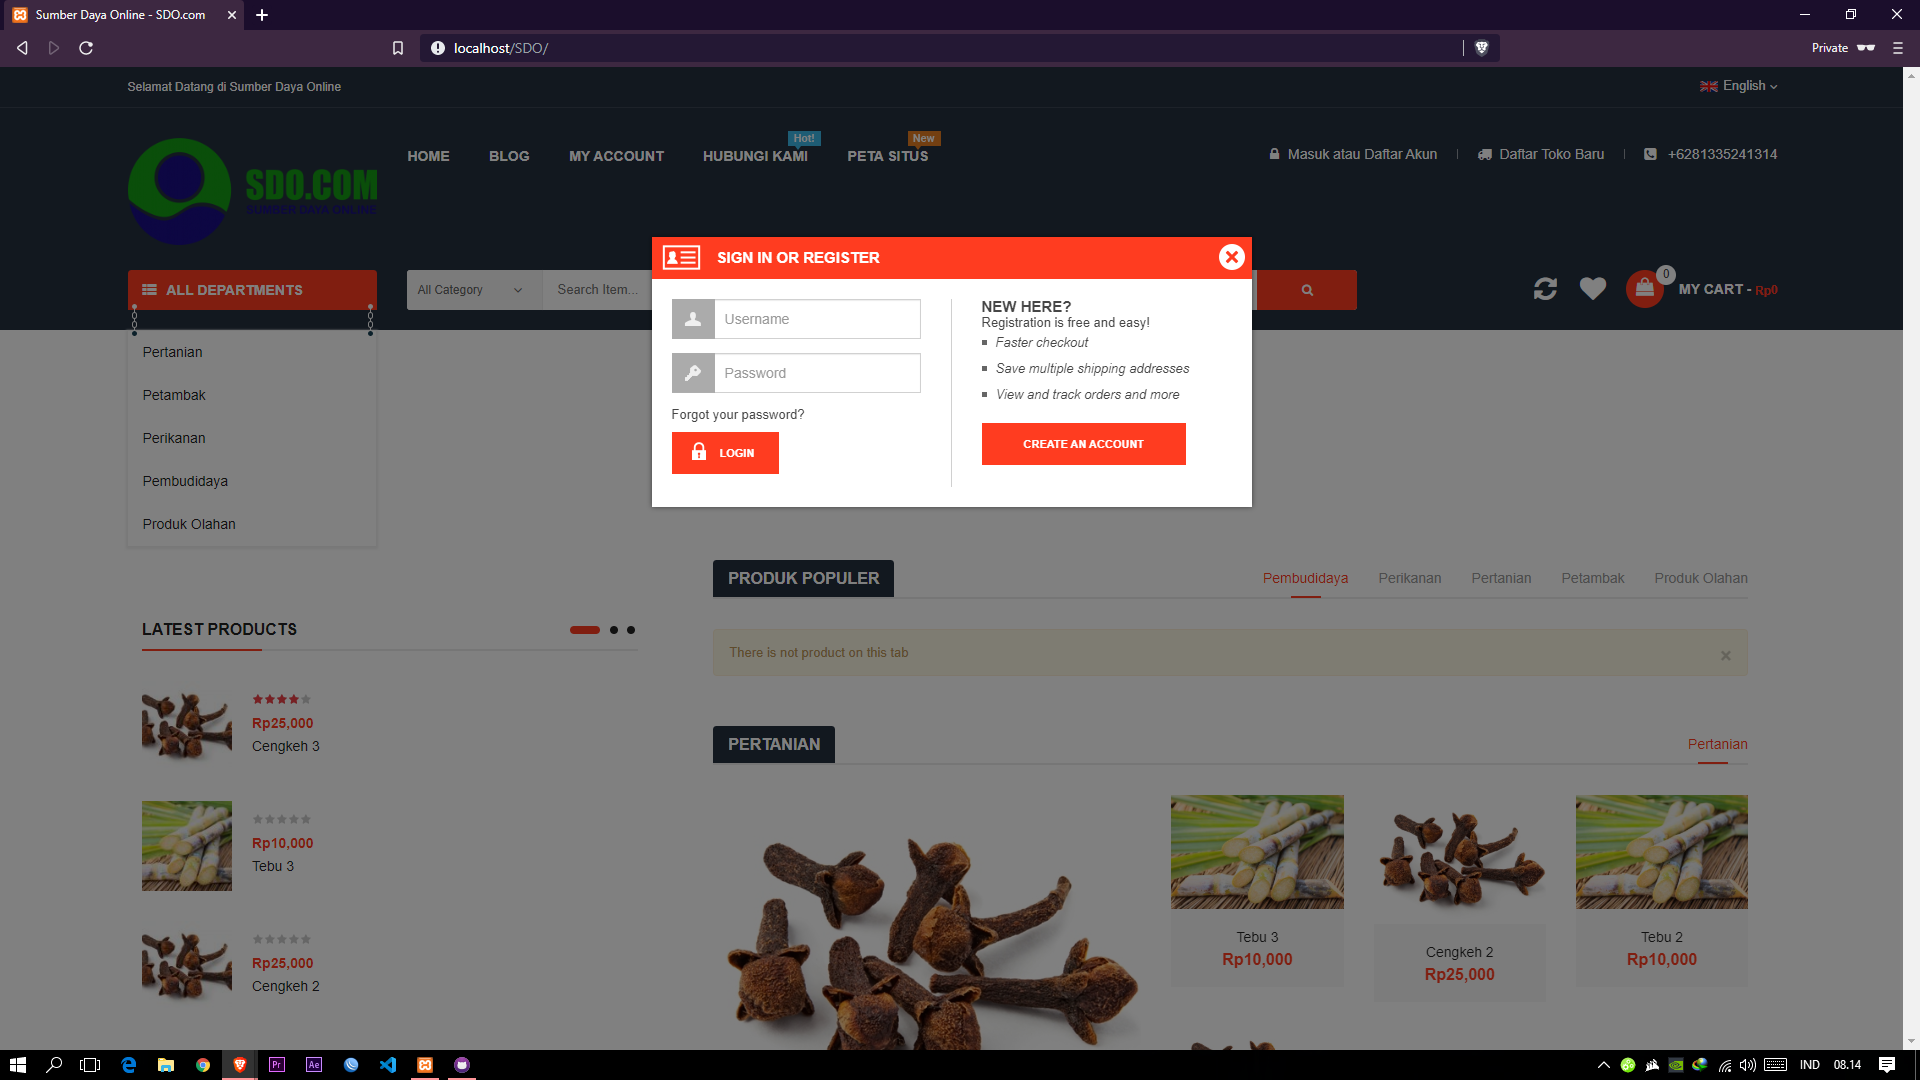 Sumber Daya Online - SDO.com
localhost/SDO/
Private
Selamat Datang di Sumber Daya Online
English
Hot!
New
HOME
BLOG
MY ACCOUNT
HUBUNGI KAMI
PETA SITUS
Masuk atau Daftar Akun
Daftar Toko Baru
+6281335241314
SDO.COM
SUMBER DAYA ONLINE
ALL DEPARTMENTS
All Category
Search Item...
0
MY CART - Rp0
Pertanian
Petambak
Perikanan
Pembudidaya
Produk Olahan
SIGN IN OR REGISTER
Username
Password
Forgot your password?
LOGIN
NEW HERE?
Registration is free and easy!
Faster checkout
Save multiple shipping addresses
View and track orders and more
CREATE AN ACCOUNT
LATEST PRODUCTS
Rp25,000
Cengkeh 3
Rp10,000
Tebu 3
Rp25,000
Cengkeh 2
PRODUK POPULER
Pembudidaya
Perikanan
Pertanian
Petambak
Produk Olahan
There is not product on this tab
PERTANIAN
Pertanian
Tebu 3
Rp10,000
Cengkeh 2
Rp25,000
Tebu 2
Rp10,000
Pr
Ae
IND
08.14